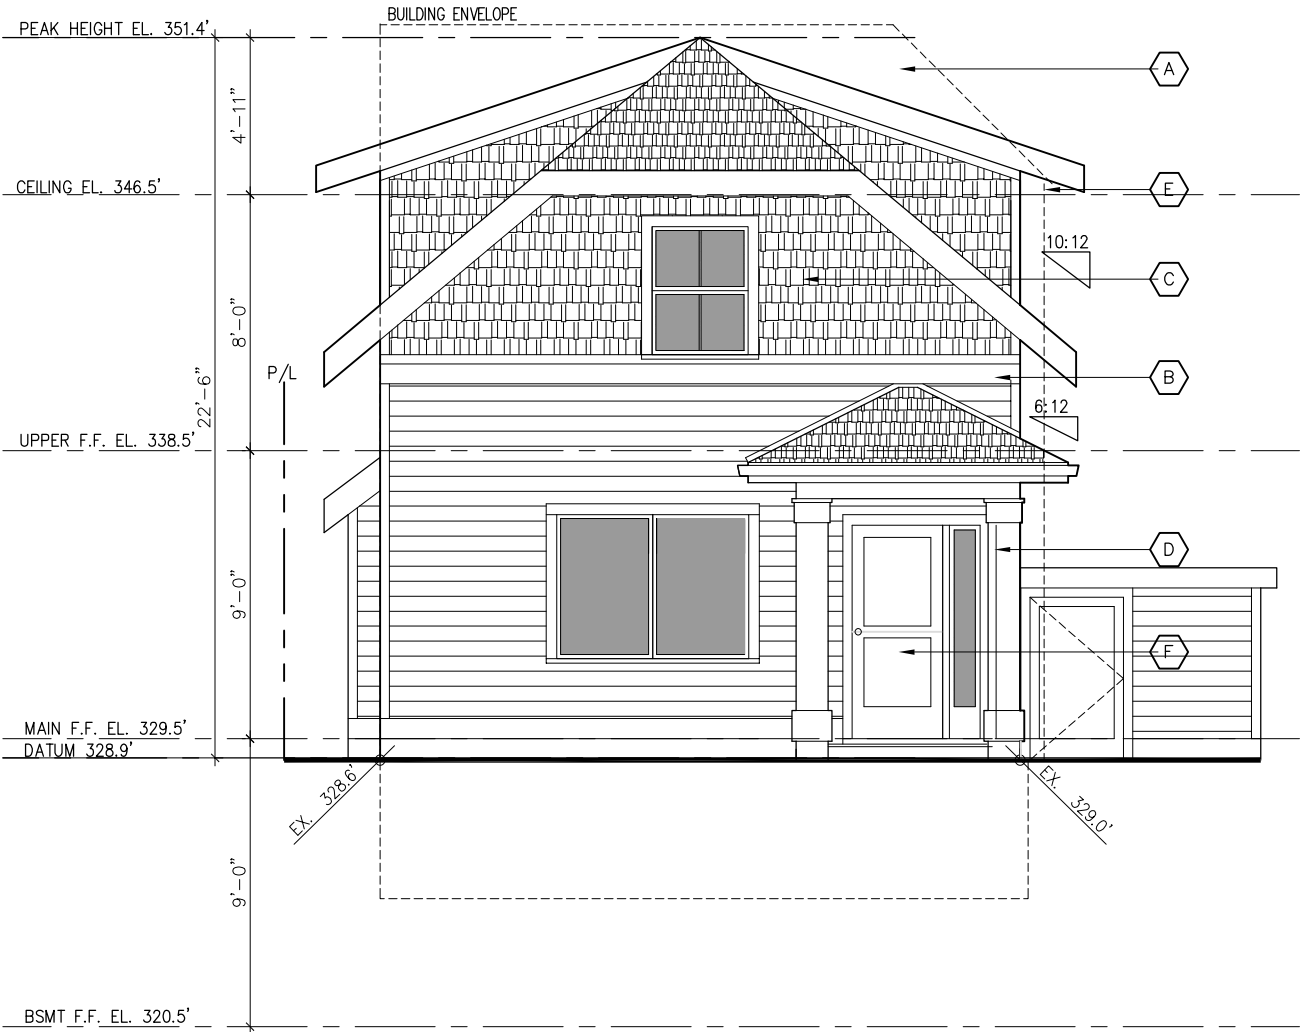 BUILDING ENVELOPE
PEAK HEIGHT EL. 351.4'
A
4'-11"
CEILING EL. 346.5'
E
10:12
C
8'-0"
22'-6"
P/L
B
6:12
UPPER F.F. EL. 338.5'
D
9'-0"
F
MAIN F.F. EL. 329.5'
DATUM 328.9'
EX. 328.6'
EX. 329.0'
9'-0"
BSMT F.F. EL. 320.5'